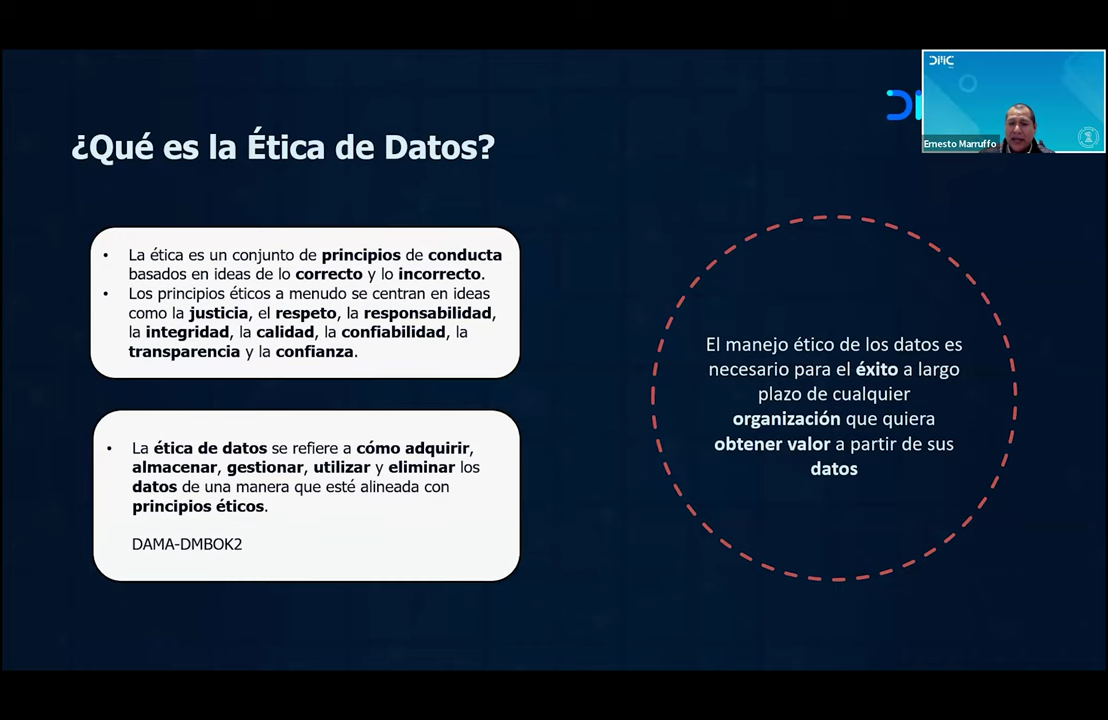 DMC
Ernesto Marruffo
¿Qué es la Ética de Datos?
• La ética es un conjunto de principios de conducta
basados en ideas de lo correcto y lo incorrecto.
• Los principios éticos a menudo se centran en ideas
como la justicia, el respeto, la responsabilidad,
la integridad, la calidad, la confiabilidad, la
transparencia y la confianza.
• La ética de datos se refiere a cómo adquirir,
almacenar, gestionar, utilizar y eliminar los
datos de una manera que esté alineada con
principios éticos.
DAMA-DMBOK2
El manejo ético de los datos es
necesario para el éxito a largo
plazo de cualquier
organización que quiera
obtener valor a partir de sus
datos